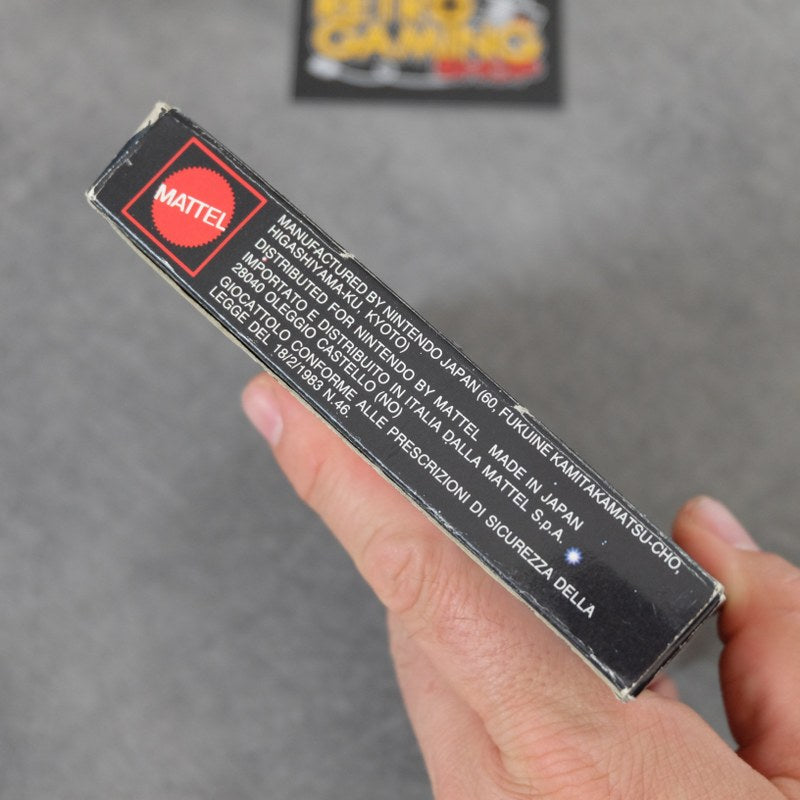 RETRO
GAMING
MATTEL
MANUFACTURED BY NINTENDO JAPAN (60, FUKUINE KAMITAKAMATSU-CHO,
HIGASHIYAMA-KU, KYOTO)
DISTRIBUTED FOR NINTENDO BY MATTEL MADE IN JAPAN
IMPORTATO E DISTRIBUITO IN ITALIA DALLA MATTEL S.p.A.
28040 OLEGGIO CASTELLO (NO)
GIOCATTOLO CONFORME ALLE PRESCRIZIONI DI SICUREZZA DELLA
LEGGE DEL 18/2/1983 N.46.